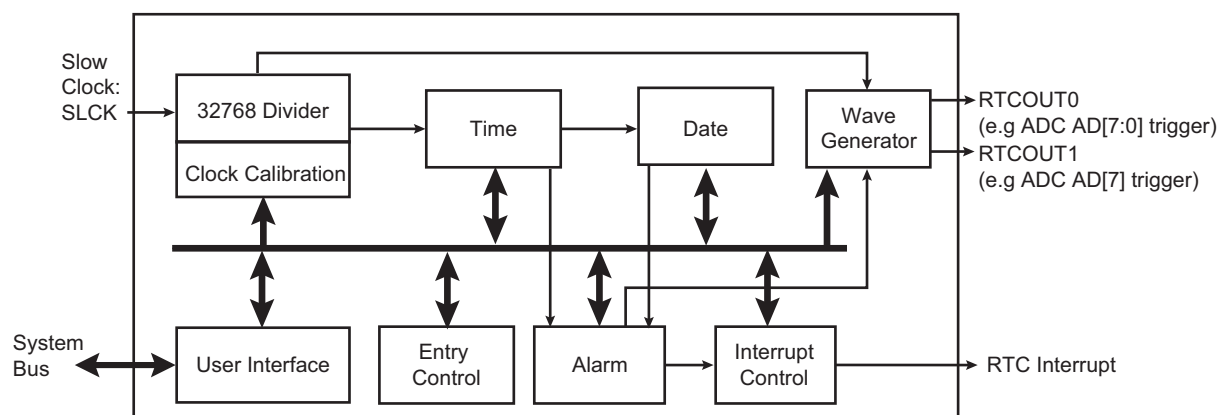 Slow
Clock:
SLCK
32768 Divider
Clock Calibration
Time
Date
Wave
Generator
RTCOUT0
(e.g ADC AD[7:0] trigger)
RTCOUT1
(e.g ADC AD[7] trigger)
System
Bus
User Interface
Entry
Control
Alarm
Interrupt
Control
RTC Interrupt